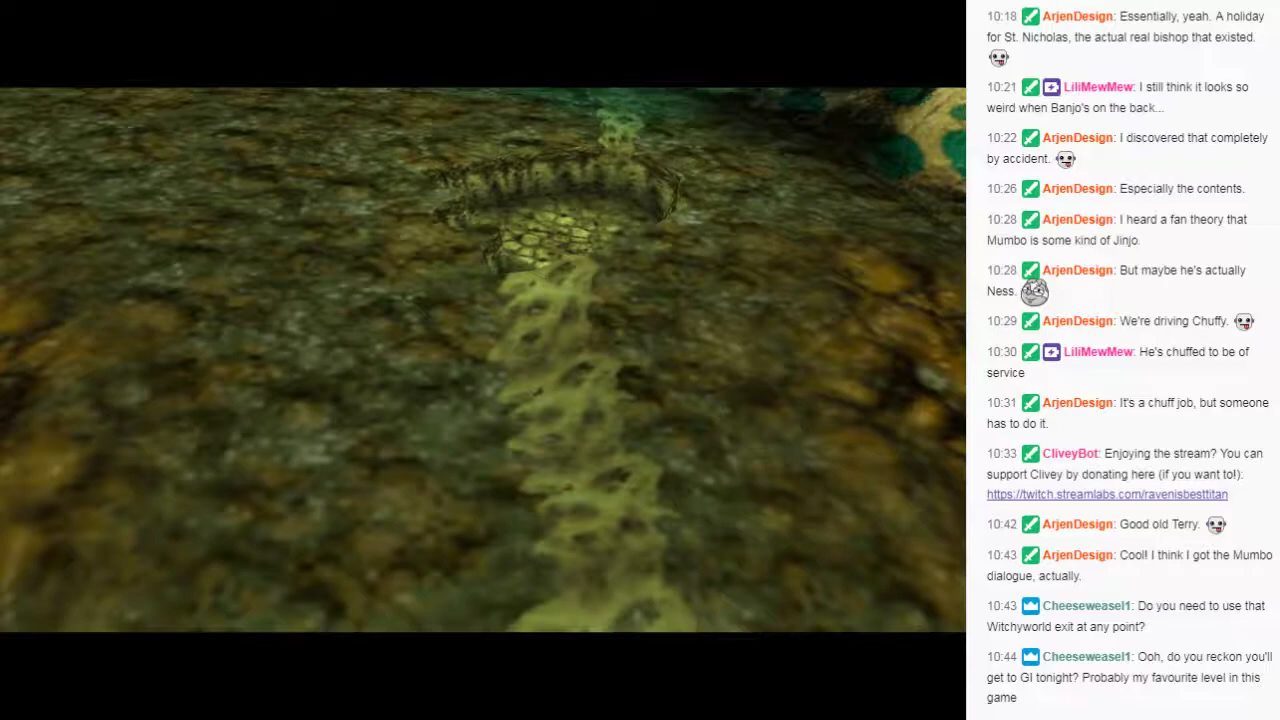 10:18 ArjenDesign: Essentially, yeah. A holiday
for St. Nicholas, the actual real bishop that existed.
10:21 LiliMewMew: I still think it looks so
weird when Banjo's on the back...
10:22 ArjenDesign: I discovered that completely
by accident.
10:26 ArjenDesign: Especially the contents.
10:28 ArjenDesign: I heard a fan theory that
Mumbo is some kind of Jinjo.
10:28 ArjenDesign: But maybe he's actually
Ness.
10:29 ArjenDesign: We're driving Chuffy.
10:30 LiliMewMew: He's chuffed to be of
service
10:31 ArjenDesign: It's a chuff job, but someone
has to do it.
10:33 CliveyBot: Enjoying the stream? You can
support Clivey by donating here (if you want to!):
https://twitch.streamlabs.com/ravenisbesttitan
10:42 ArjenDesign: Good old Terry.
10:43 ArjenDesign: Cool! I think I got the Mumbo
dialogue, actually.
10:43 Cheeseweasel1: Do you need to use that
Witchyworld exit at any point?
10:44 Cheeseweasel1: Ooh, do you reckon you'll
get to GI tonight? Probably my favourite level in this
game